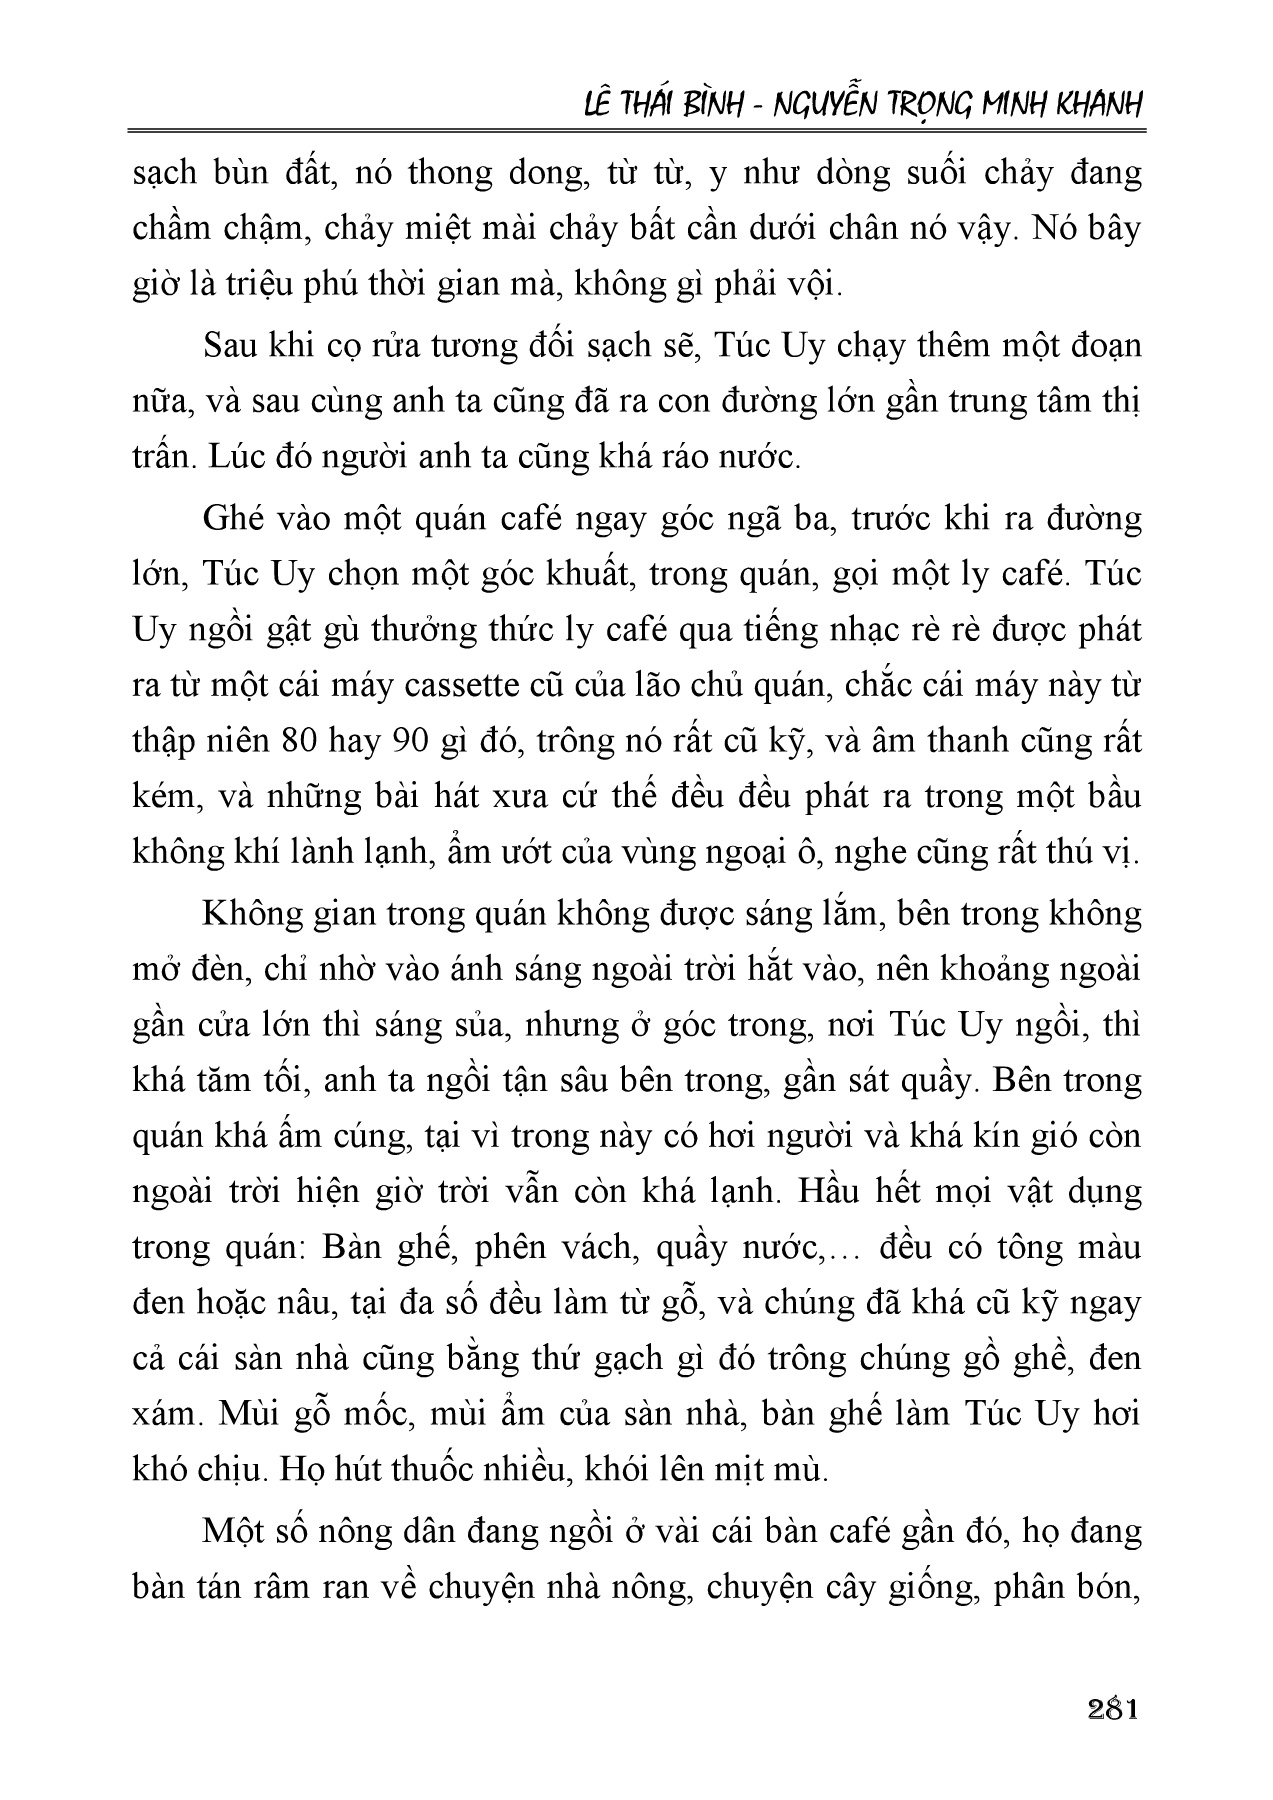 LÊ THÁI BÌNH - NGUYỄN TRỌNG MINH KHANH
sạch bùn đất, nó thong dong, từ từ, y như dòng suối chảy đang
chầm chậm, chảy miệt mài chảy bất cần dưới chân nó vậy. Nó bây
giờ là triệu phú thời gian mà, không gì phải vội.
Sau khi cọ rửa tương đối sạch sẽ, Túc Uy chạy thêm một đoạn
nữa, và sau cùng anh ta cũng đã ra con đường lớn gần trung tâm thị
trấn. Lúc đó người anh ta cũng khá ráo nước.
Ghé vào một quán café ngay góc ngã ba, trước khi ra đường
lớn, Túc Uy chọn một góc khuất, trong quán, gọi một ly café. Túc
Uy ngồi gật gù thưởng thức ly café qua tiếng nhạc rè rè được phát
ra từ một cái máy cassette cũ của lão chủ quán, chắc cái máy này từ
thập niên 80 hay 90 gì đó, trông nó rất cũ kỹ, và âm thanh cũng rất
kém, và những bài hát xưa cứ thế đều đều phát ra trong một bầu
không khí lành lạnh, ẩm ướt của vùng ngoại ô, nghe cũng rất thú vị.
Không gian trong quán không được sáng lắm, bên trong không
mở đèn, chỉ nhờ vào ánh sáng ngoài trời hắt vào, nên khoảng ngoài
gần cửa lớn thì sáng sủa, nhưng ở góc trong, nơi Túc Uy ngồi, thì
khá tăm tối, anh ta ngồi tận sâu bên trong, gần sát quầy. Bên trong
quán khá ấm cúng, tại vì trong này có hơi người và khá kín gió còn
ngoài trời hiện giờ trời vẫn còn khá lạnh. Hầu hết mọi vật dụng
trong quán: Bàn ghế, phên vách, quầy nước,… đều có tông màu
đen hoặc nâu, tại đa số đều làm từ gỗ, và chúng đã khá cũ kỹ ngay
cả cái sàn nhà cũng bằng thứ gạch gì đó trông chúng gồ ghề, đen
xám. Mùi gỗ mốc, mùi ẩm của sàn nhà, bàn ghế làm Túc Uy hơi
khó chịu. Họ hút thuốc nhiều, khói lên mịt mù.
Một số nông dân đang ngồi ở vài cái bàn café gần đó, họ đang
bàn tán râm ran về chuyện nhà nông, chuyện cây giống, phân bón,
281